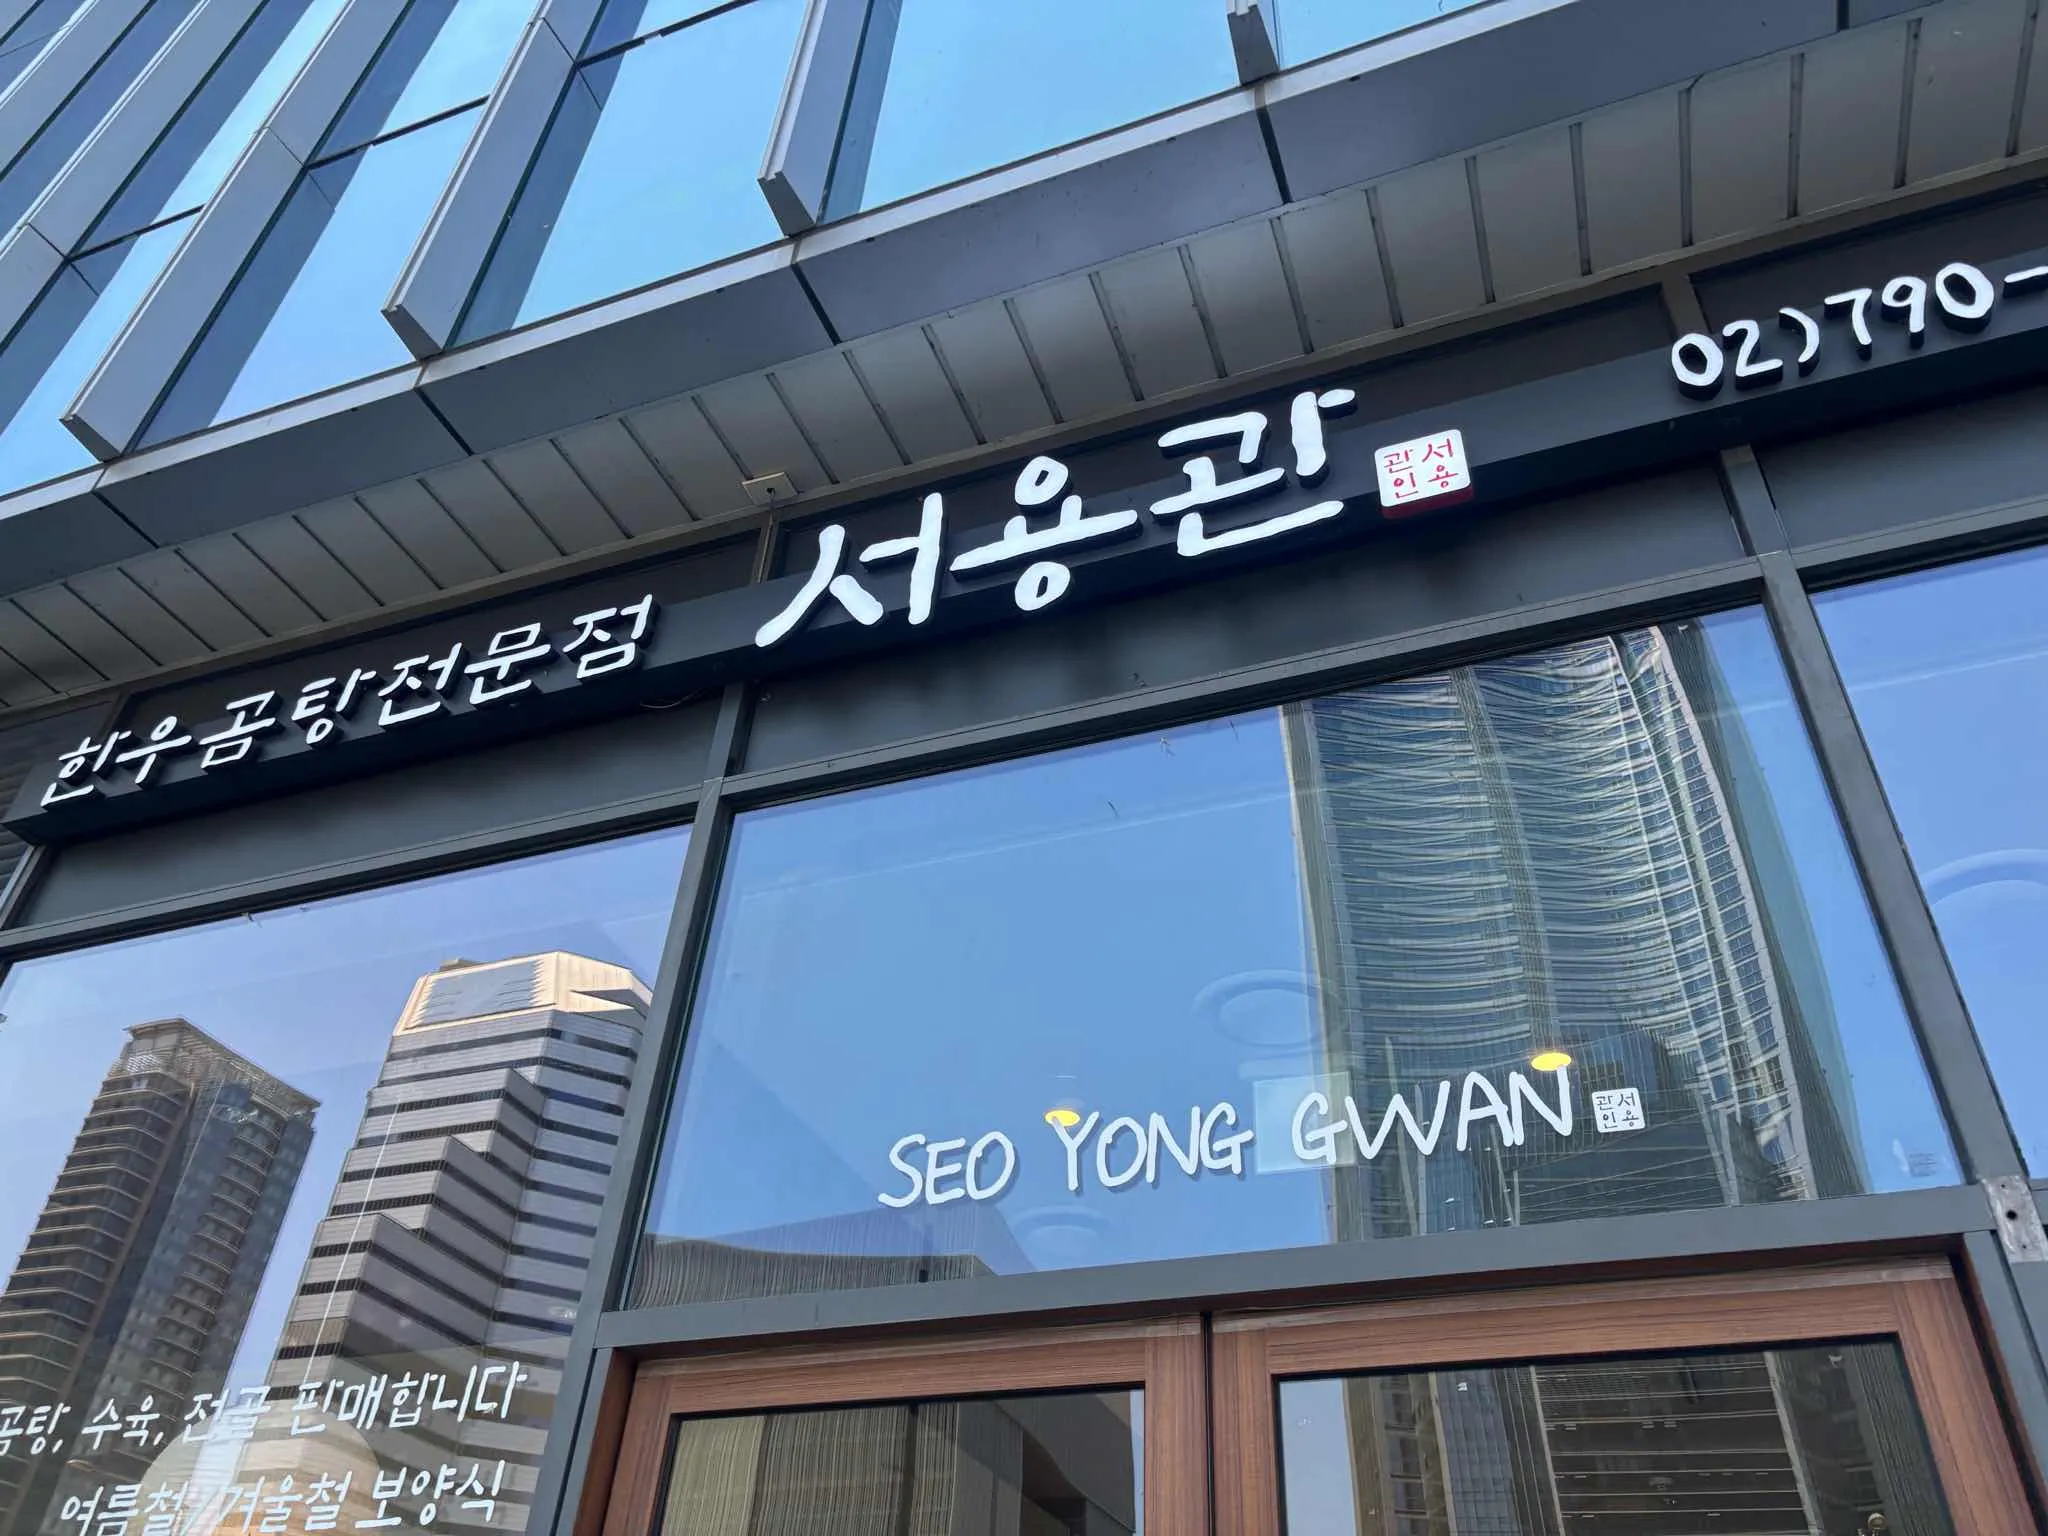 한우곰탕전문점 서용관 서용관인 02)790-
SEO YONG GWAN 서용관인
곰탕, 수육, 전골 판매합니다
여름철/겨울철 보양식